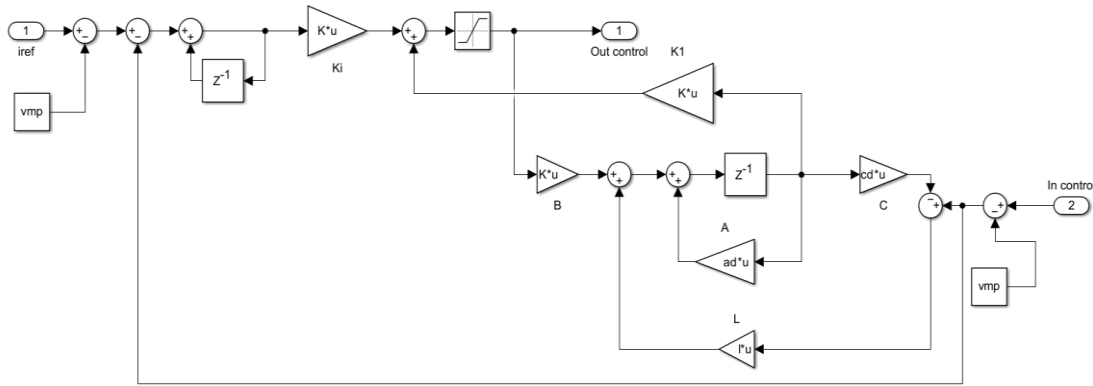 1
iref
vmp
+
−
+
−
+
+
Z-1
K*u
Ki
+
+
1
Out control
K1
K*u
K*u
B
+
+
+
+
Z-1
cd*u
C
−
+
+
−
In contro
2
A
ad*u
vmp
L
l*u